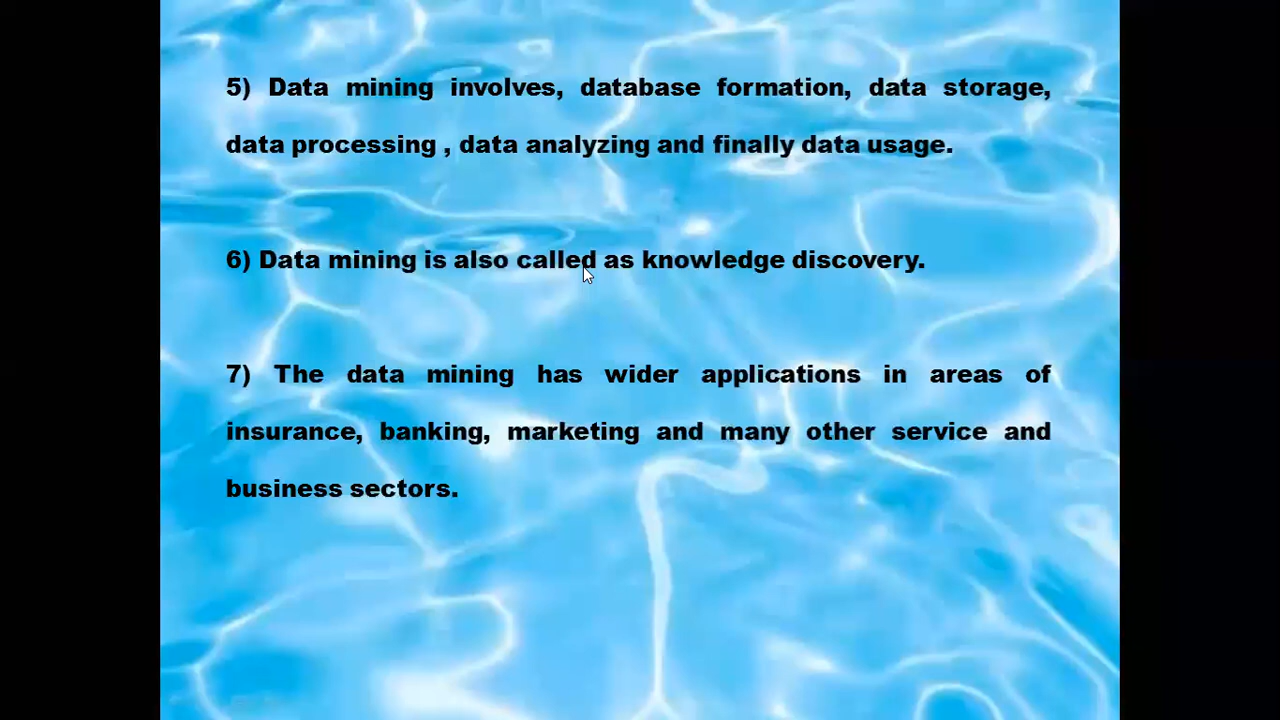 5) Data mining involves, database formation, data storage,
data processing , data analyzing and finally data usage.
6) Data mining is also called as knowledge discovery.
7) The data mining has wider applications in areas of
insurance, banking, marketing and many other service and
business sectors.